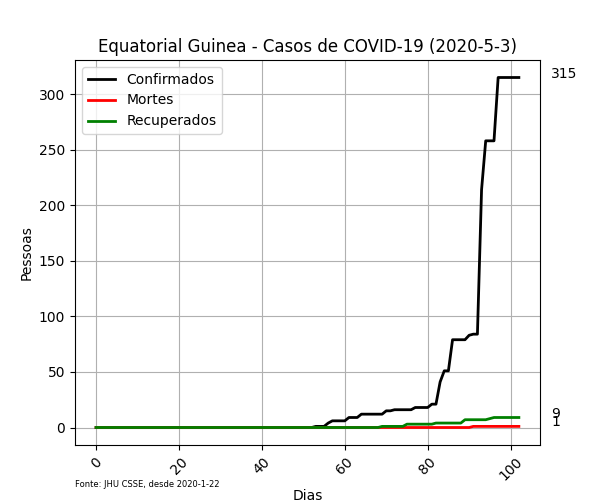 Equatorial Guinea - Casos de COVID-19 (2020-5-3)
Confirmados
Mortes
Recuperados
315
9
1
Pessoas
300
250
200
150
100
50
0
0
20
40
60
80
100
Fonte: JHU CSSE, desde 2020-1-22
Dias